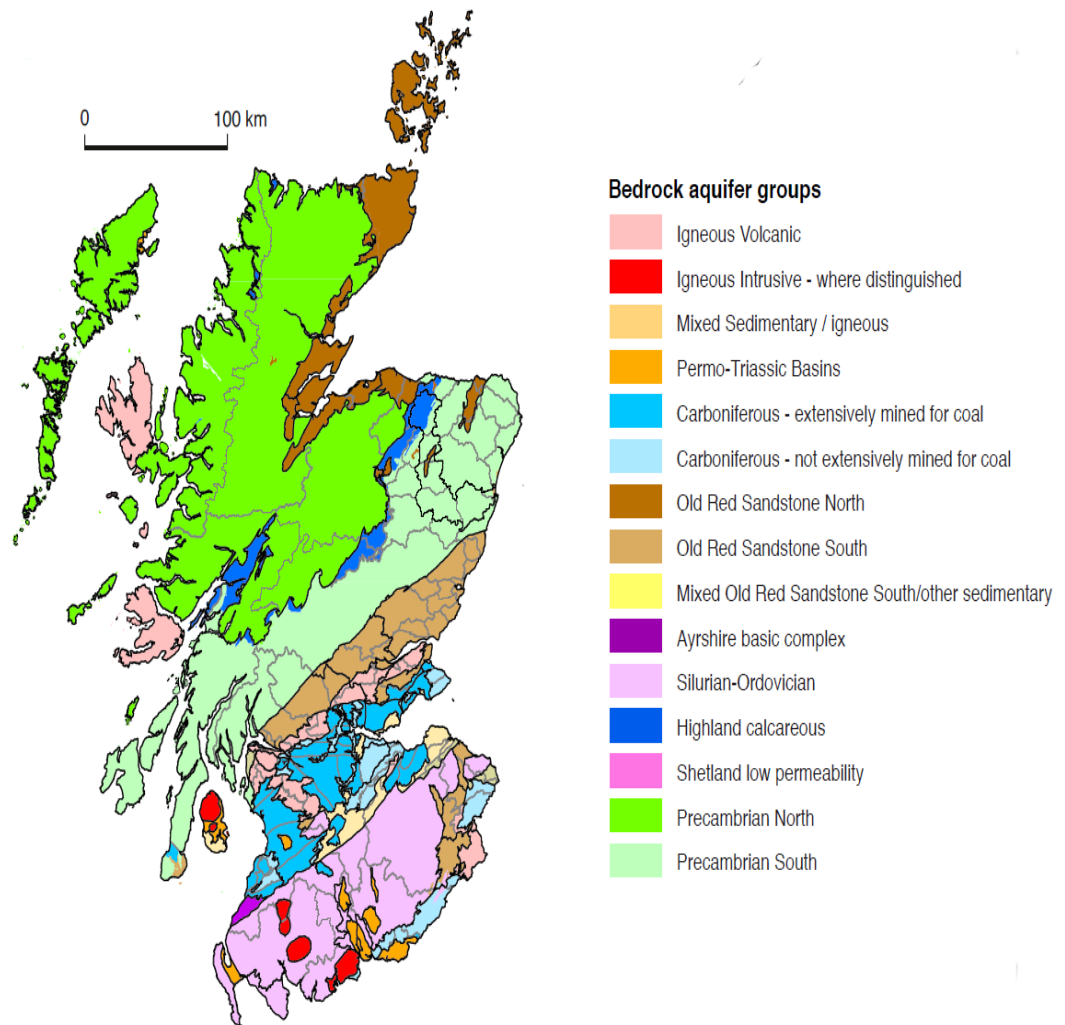 0 100 km
Bedrock aquifer groups
Igneous Volcanic
Igneous Intrusive - where distinguished
Mixed Sedimentary / igneous
Permo-Triassic Basins
Carboniferous - extensively mined for coal
Carboniferous - not extensively mined for coal
Old Red Sandstone North
Old Red Sandstone South
Mixed Old Red Sandstone South/other sedimentary
Ayrshire basic complex
Silurian-Ordovician
Highland calcareous
Shetland low permeability
Precambrian North
Precambrian South